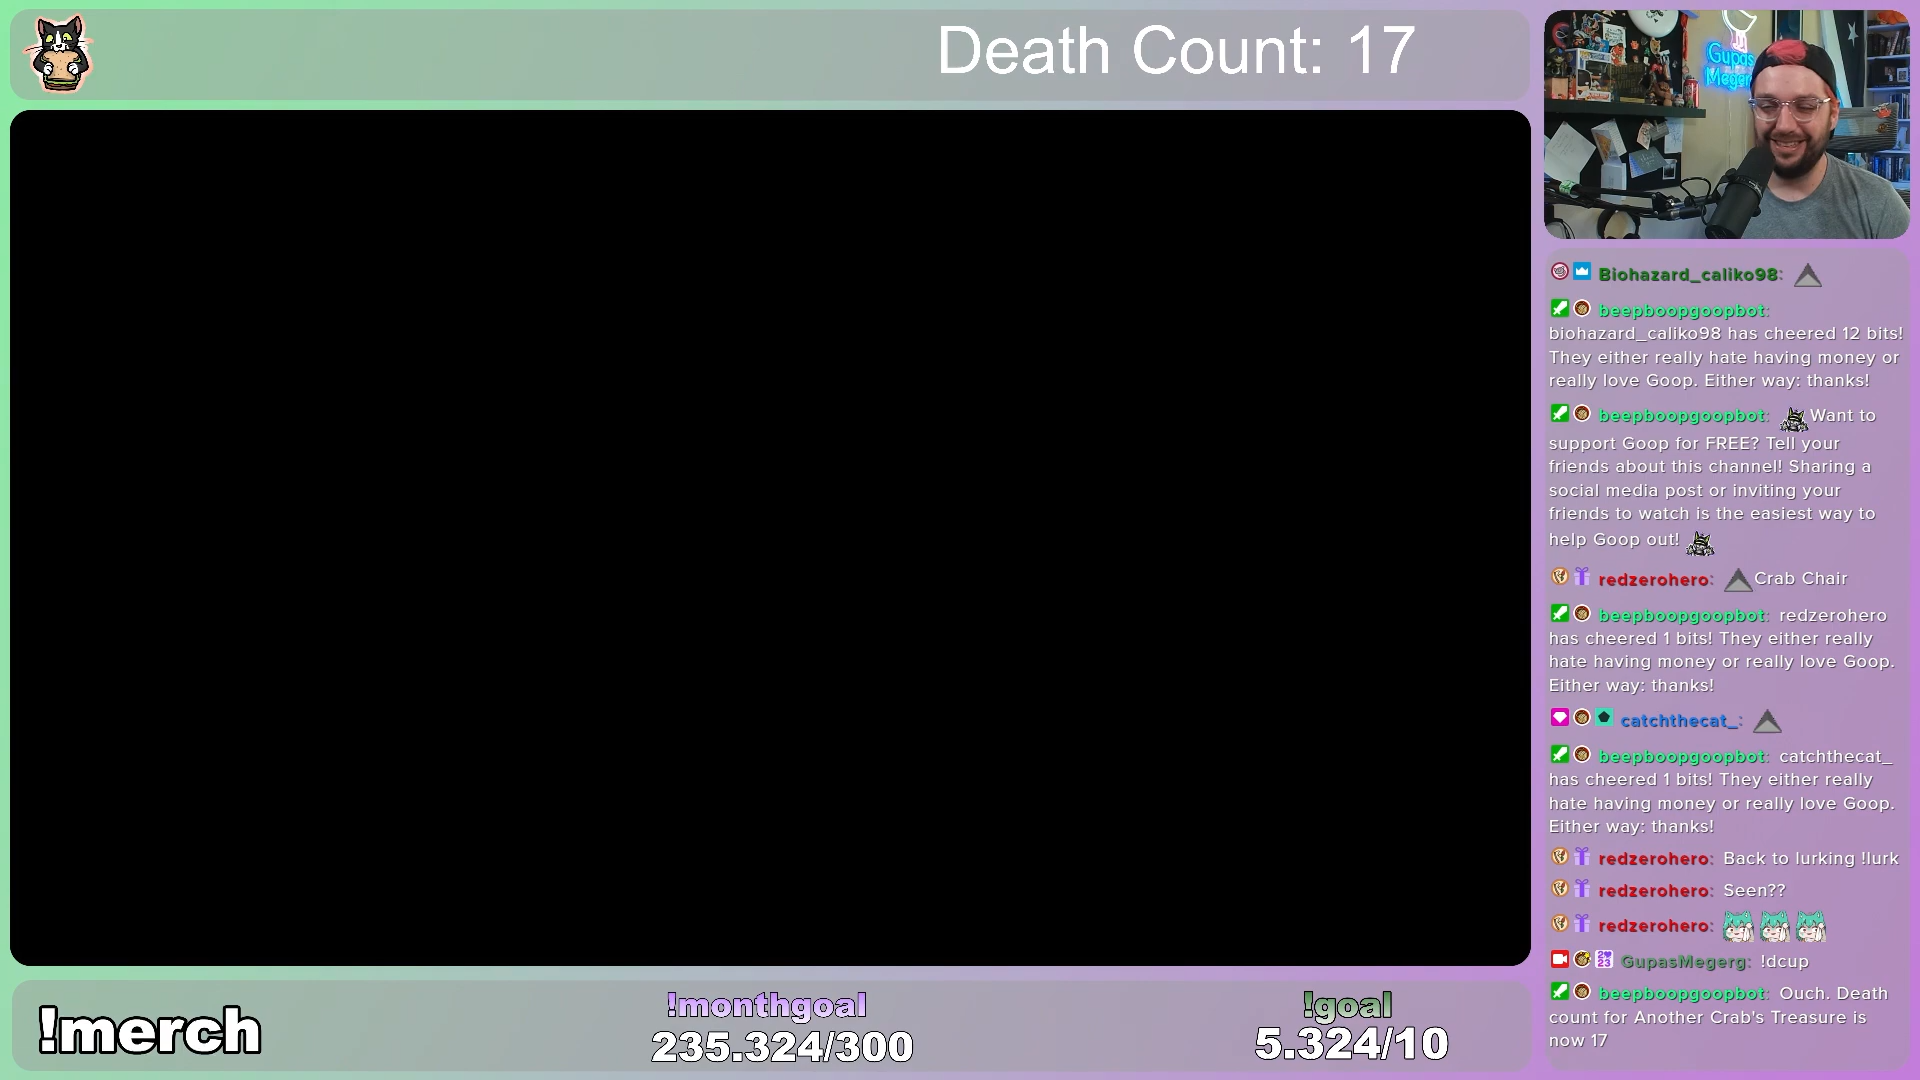 Death Count: 17
Gupas
Biohazard_caliko98:
beepboopgoopbot:
biohazard_caliko98 has cheered 12 bits!
They either really hate having money or
really love Goop. Either way: thanks!
beepboopgoopbot: Want to
support Goop for FREE? Tell your
friends about this channel! Sharing a
social media post or inviting your
friends to watch is the easiest way to
help Goop out!
redzerohero: Crab Chair
beepboopgoopbot: redzerohero
has cheered 1 bits! They either really
hate having money or really love Goop.
Either way: thanks!
catchthecat_:
beepboopgoopbot: catchthecat_
has cheered 1 bits! They either really
hate having money or really love Goop.
Either way: thanks!
redzerohero: Back to lurking !lurk
redzerohero: Seen??
redzerohero:
GupasMegerg: !dcup
beepboopgoopbot: Ouch. Death
count for Another Crab's Treasure is
now 17
!merch
!monthgoal
235.324/300
!goal
5.324/10